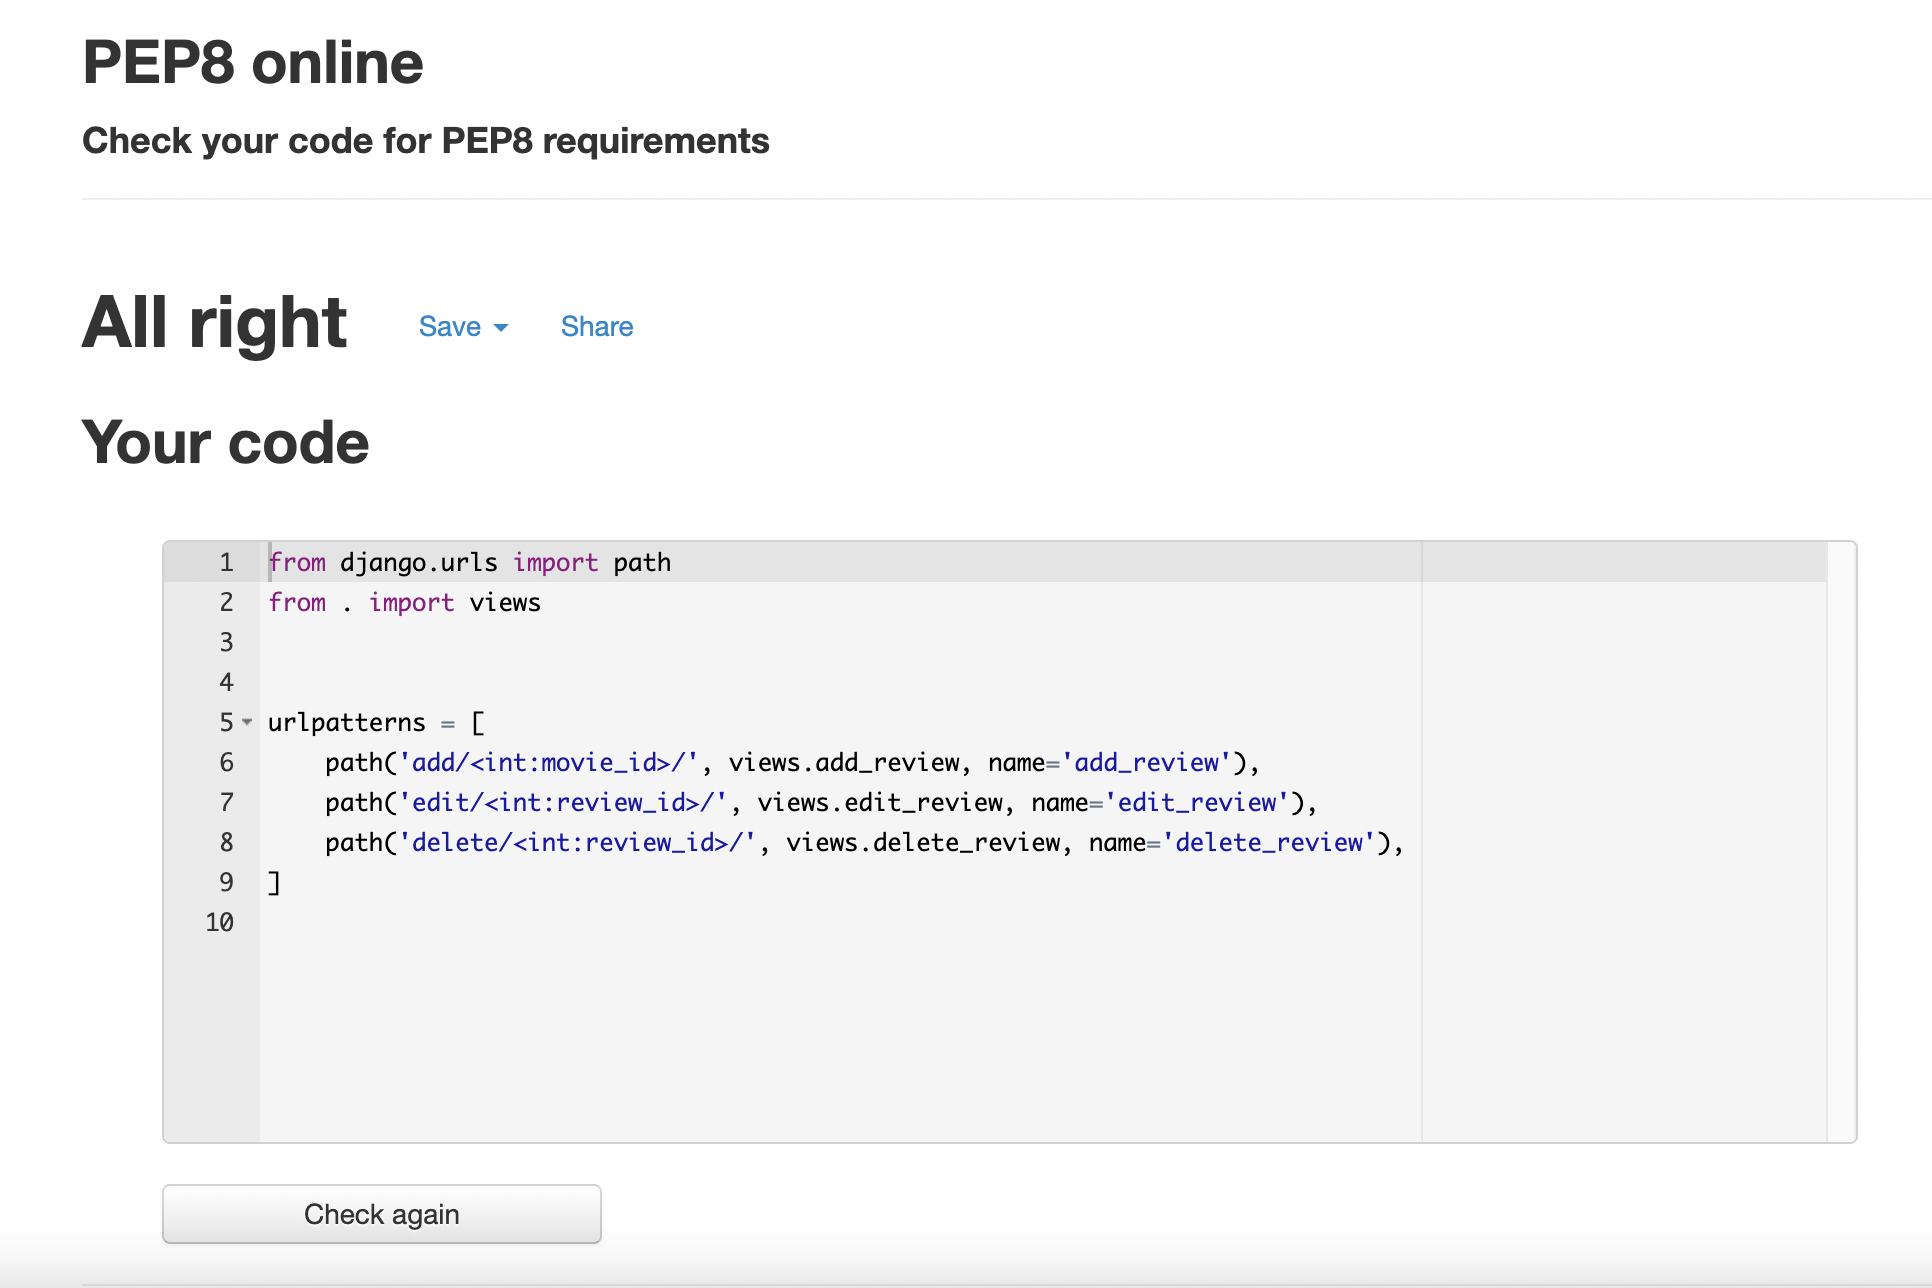 PEP8 online
Check your code for PEP8 requirements
All right Save Share
Your code
1 from django.urls import path
2 from . import views
3
4
5 urlpatterns = [
6     path('add/<int:movie_id>/', views.add_review, name='add_review'),
7     path('edit/<int:review_id>/', views.edit_review, name='edit_review'),
8     path('delete/<int:review_id>/', views.delete_review, name='delete_review'),
9 ]
10
Check again